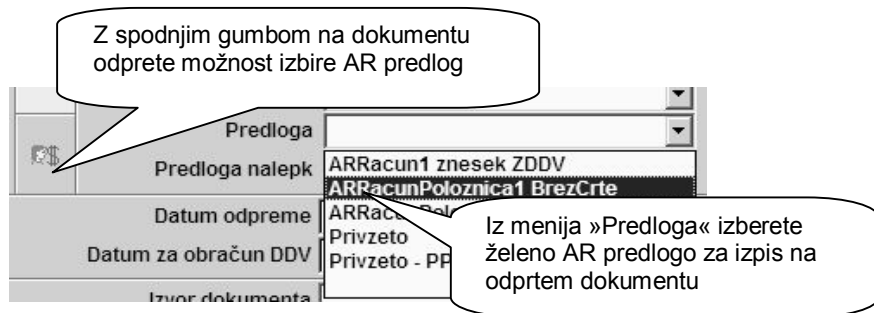 Z spodnjim gumbom na dokumentu
odprete možnost izbire AR predlog
Predloga
Predloga nalepk
ARRacun1 znesek ZDDV
ARRacunPoloznica1 BrezCrte
Datum odpreme
Privzeto
Datum za obračun DDV
Privzeto - PP
Izvor dokumenta
Iz menija »Predloga« izberete
želeno AR predlogo za izpis na
odprtem dokumentu